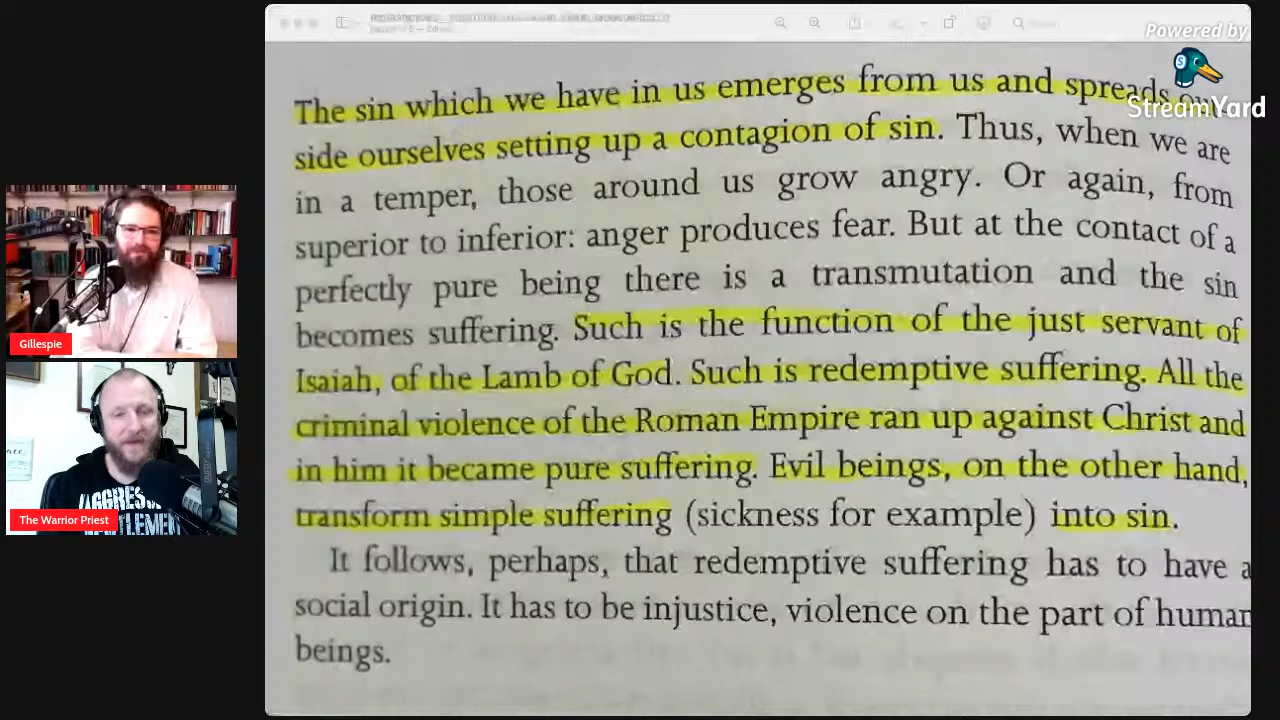 Powered by
StreamYard
The sin which we have in us emerges from us and spreads
side ourselves setting up a contagion of sin. Thus, when we are
in a temper, those around us grow angry. Or again, from
superior to inferior: anger produces fear. But at the contact of a
perfectly pure being there is a transmutation and the sin
becomes suffering. Such is the function of the just servant of
Isaiah, of the Lamb of God. Such is redemptive suffering. All the
criminal violence of the Roman Empire ran up against Christ and
in him it became pure suffering. Evil beings, on the other hand,
transform simple suffering (sickness for example) into sin.
It follows, perhaps, that redemptive suffering has to have a
social origin. It has to be injustice, violence on the part of human
beings.
Gillespie
The Warrior Priest